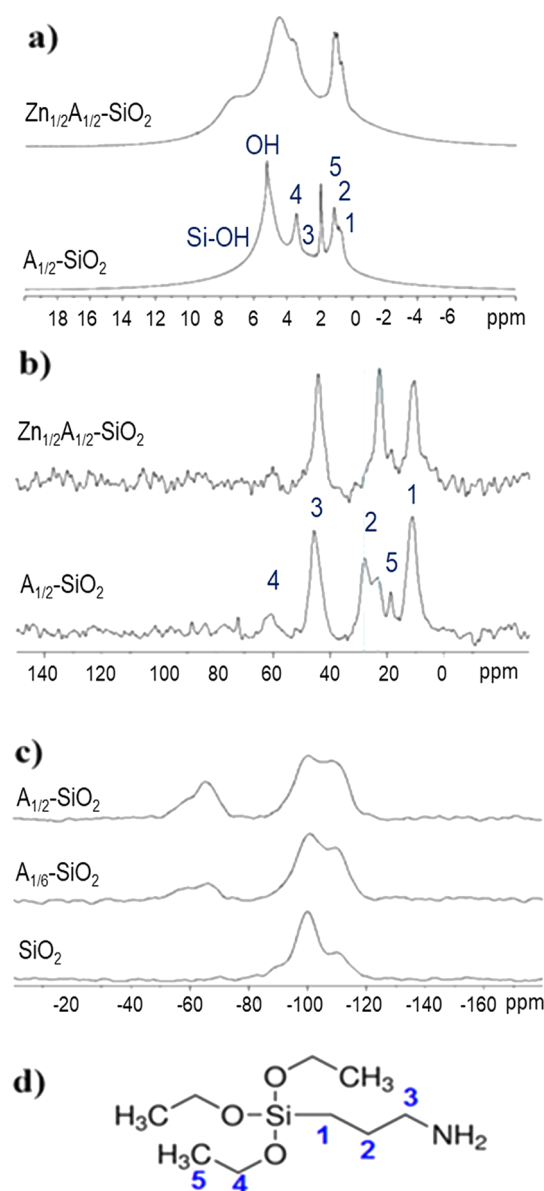 a)
Zn1/2A1/2-SiO2
OH
5
4
2
Si-OH
3
1
A1/2-SiO2
18 16 14 12 10 8 6 4 2 0 -2 -4 -6 ppm
b)
Zn1/2A1/2-SiO2
3
2
1
5
4
A1/2-SiO2
140 120 100 80 60 40 20 0 ppm
c)
A1/2-SiO2
A1/6-SiO2
SiO2
-20 -40 -60 -80 -100 -120 -140 -160 ppm
d)
O CH3
3
H3C O Si NH2
1 2
H3C O
5 4